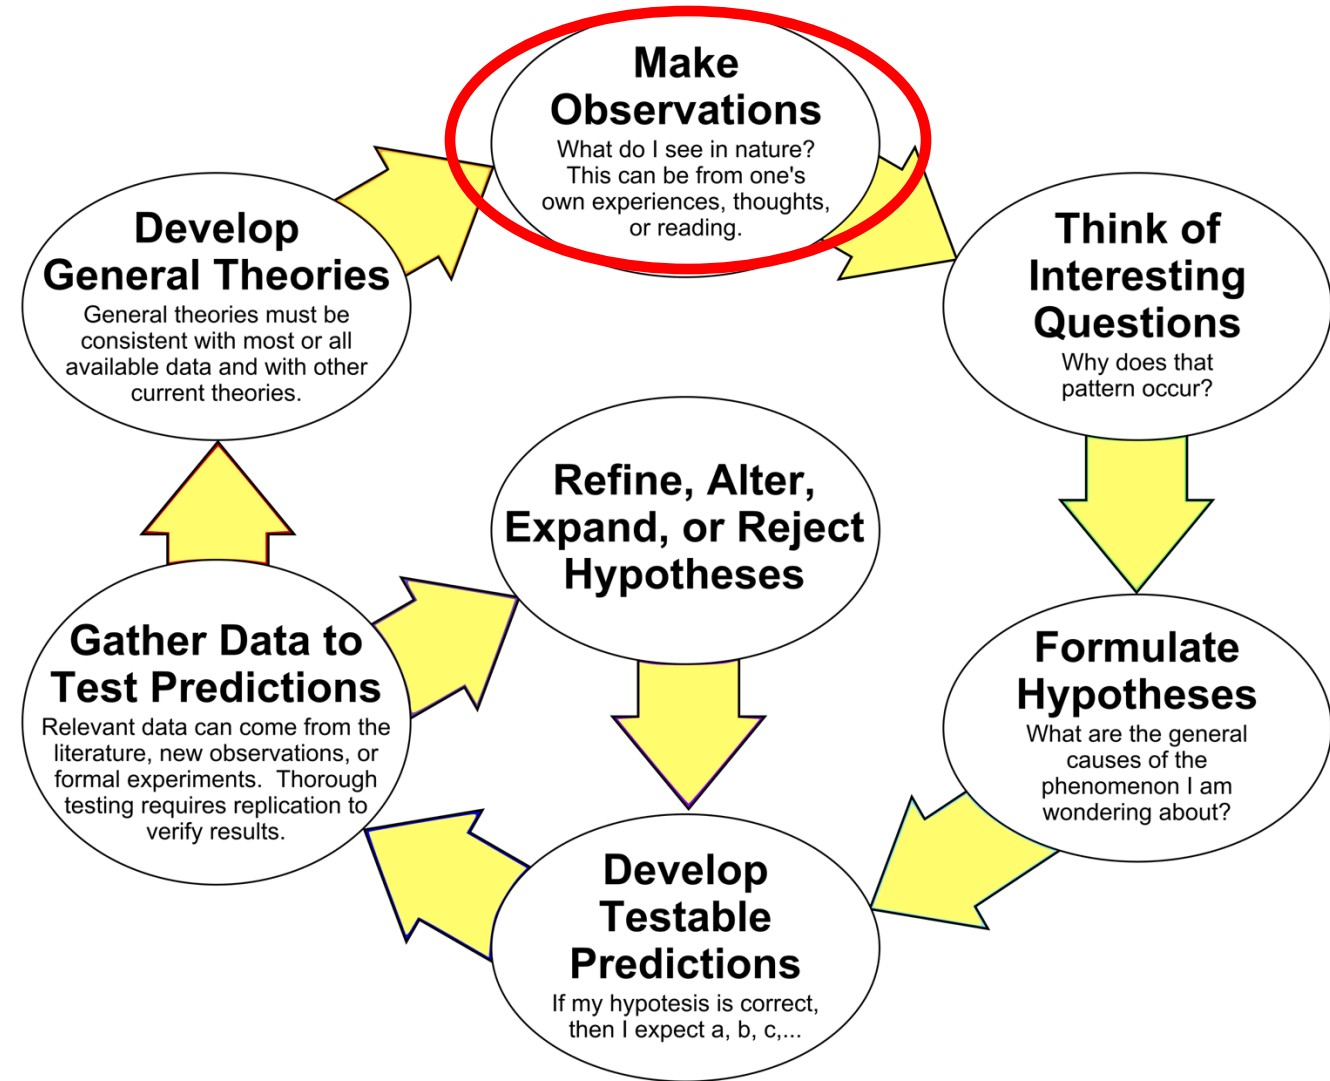 Make
Observations
What do I see in nature?
This can be from one's
own experiences, thoughts,
or reading.
Think of
Interesting
Questions
Why does that
pattern occur?
Formulate
Hypotheses
What are the general
causes of the
phenomenon I am
wondering about?
Develop
Testable
Predictions
If my hypotesis is correct,
then I expect a, b, c,...
Gather Data to
Test Predictions
Relevant data can come from the
literature, new observations, or
formal experiments. Thorough
testing requires replication to
verify results.
Refine, Alter,
Expand, or Reject
Hypotheses
Develop
General Theories
General theories must be
consistent with most or all
available data and with other
current theories.